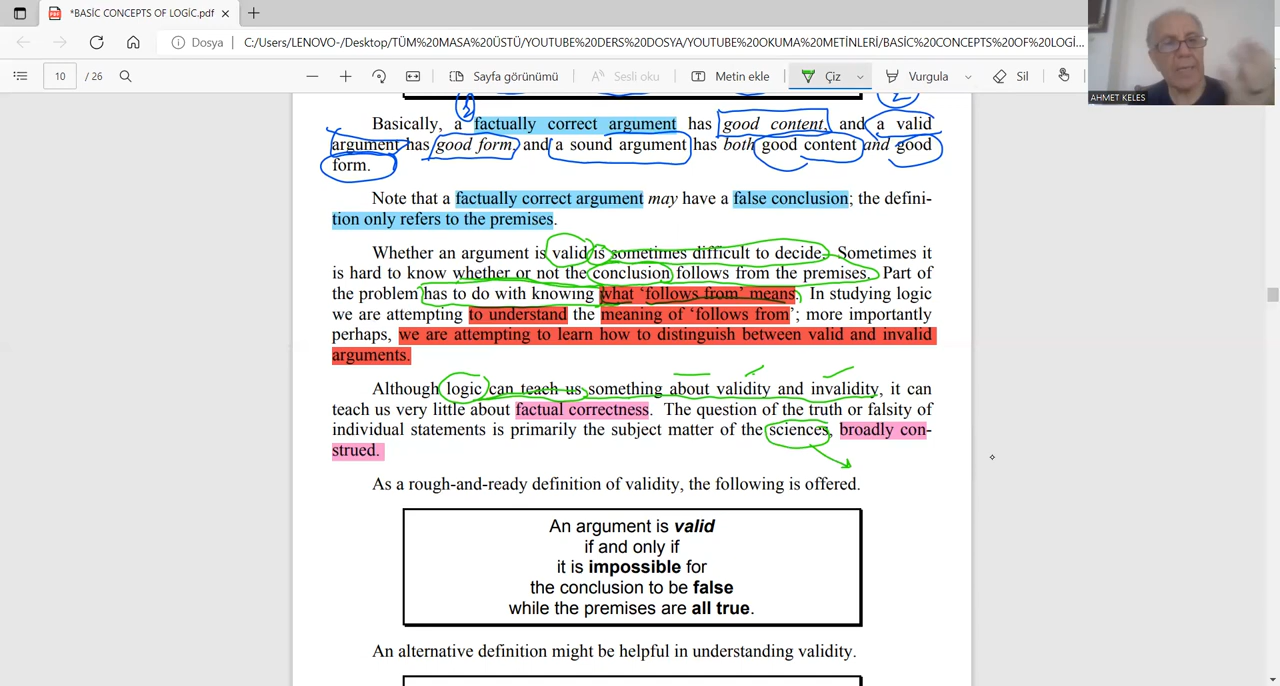 *BASİC CONCEPTS OF LOGİC.pdf
Dosya
C:/Users/LENOVO-/Desktop/TÜM%20MASA%20ÜSTÜ/YOUTUBE%20DERS%20DOSYA/YOUTUBE%20OKUMA%20METİNLERİ/BASİC%20CONCEPTS%20OF%20LOGİ...
10 / 26
Sayfa görünümü
Sesli oku
Metin ekle
Çiz
Vurgula
Sil
AHMET KELES
Basically, a factually correct argument has good content, and a valid
argument has good form, and a sound argument has both good content and good
form.
Note that a factually correct argument may have a false conclusion; the defini-
tion only refers to the premises.
Whether an argument is valid is sometimes difficult to decide. Sometimes it
is hard to know whether or not the conclusion follows from the premises. Part of
the problem has to do with knowing what ‘follows from’ means. In studying logic
we are attempting to understand the meaning of ‘follows from’; more importantly
perhaps, we are attempting to learn how to distinguish between valid and invalid
arguments.
Although logic can teach us something about validity and invalidity, it can
teach us very little about factual correctness. The question of the truth or falsity of
individual statements is primarily the subject matter of the sciences, broadly con-
strued.
As a rough-and-ready definition of validity, the following is offered.
An argument is valid
if and only if
it is impossible for
the conclusion to be false
while the premises are all true.
An alternative definition might be helpful in understanding validity.